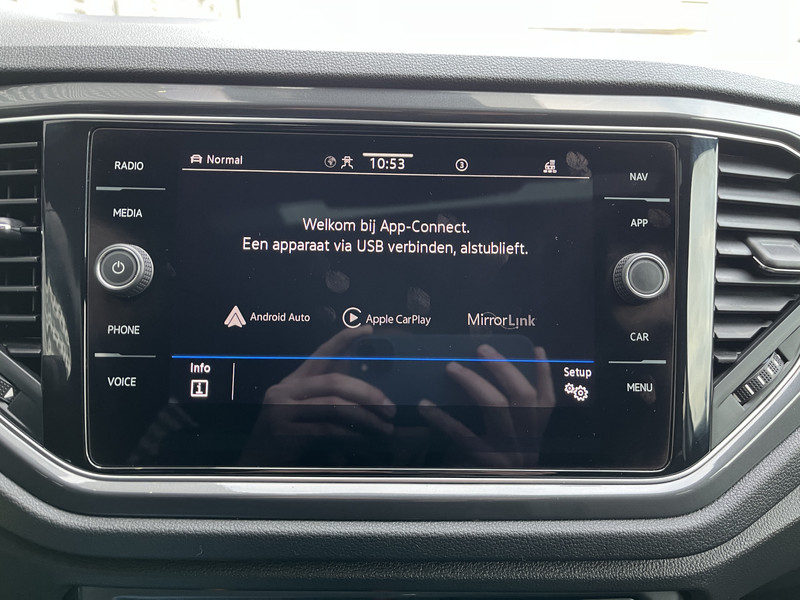 RADIO
MEDIA
PHONE
VOICE
Normal
10:53
3
Welkom bij App-Connect.
Een apparaat via USB verbinden, alstublieft.
Android Auto
Apple CarPlay
MirrorLink
Info
Setup
NAV
APP
CAR
MENU